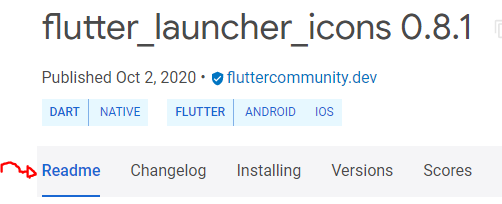 flutter_launcher_icons 0.8.1
Published Oct 2, 2020 • fluttercommunity.dev
DART NATIVE FLUTTER ANDROID IOS
Readme Changelog Installing Versions Scores